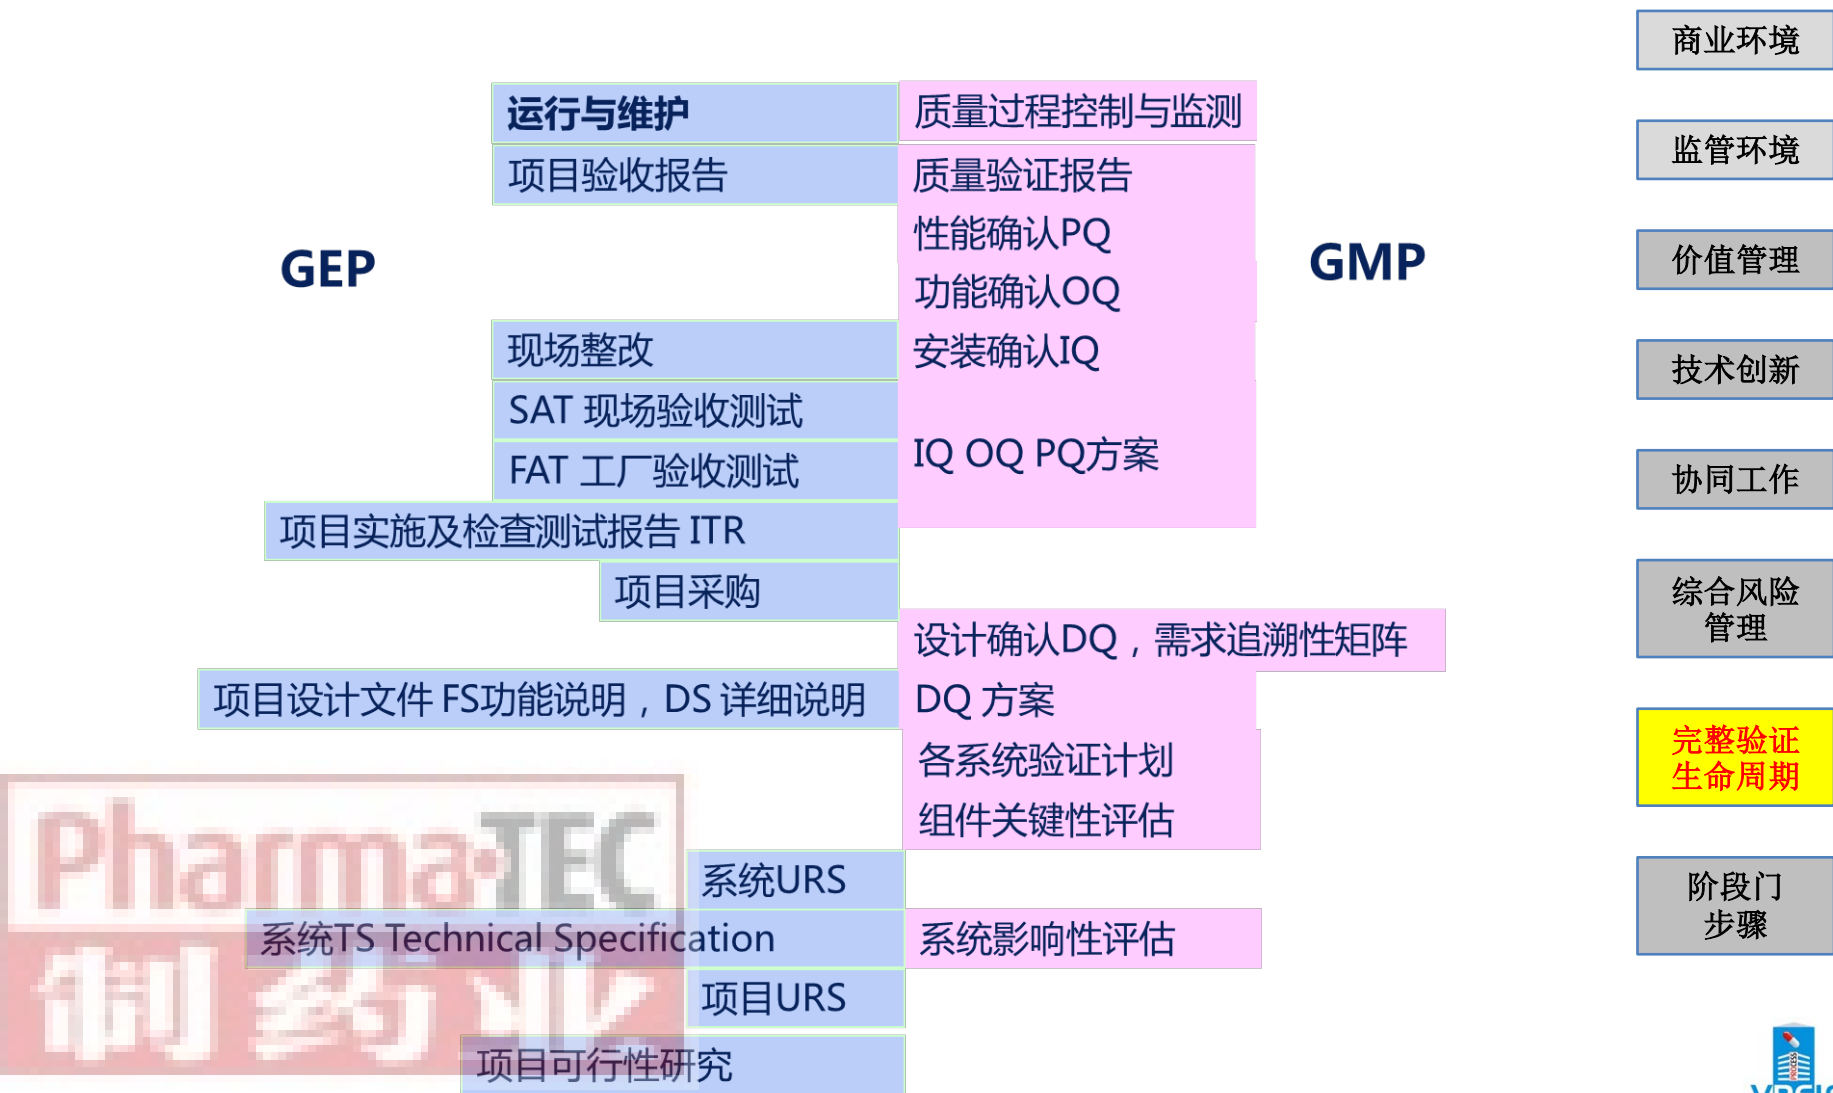 商业环境
运行与维护
质量过程控制与监测
监管环境
项目验收报告
质量验证报告
性能确认PQ
GEP
GMP
价值管理
功能确认OQ
现场整改
安装确认IQ
技术创新
SAT 现场验收测试
IQ OQ PQ方案
FAT 工厂验收测试
协同工作
项目实施及检查测试报告 ITR
项目采购
综合风险
管理
设计确认DQ，需求追溯性矩阵
项目设计文件 FS功能说明，DS 详细说明
DQ 方案
完整验证
生命周期
各系统验证计划
组件关键性评估
PharmaTEC
制药业
系统URS
阶段门
步骤
系统TS Technical Specification
系统影响性评估
项目URS
项目可行性研究
PROCESS